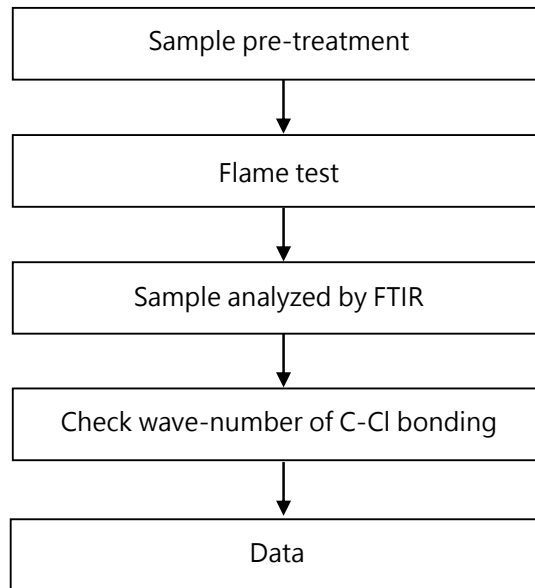 Sample pre-treatment
Flame test
Sample analyzed by FTIR
Check wave-number of C-Cl bonding
Data